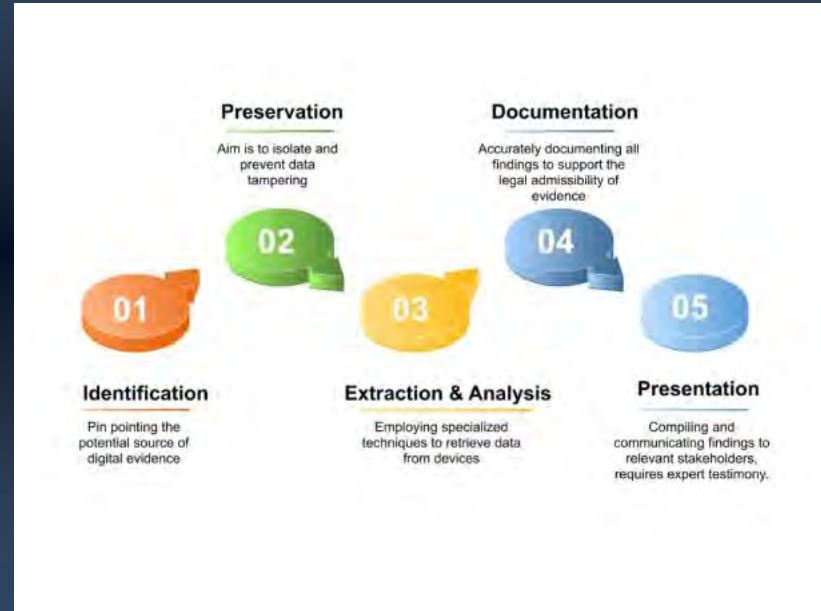 Preservation
Aim is to isolate and
prevent data
tampering
02
Documentation
Accurately documenting all
findings to support the
legal admissibility of
evidence
04
01
Identification
Pin pointing the
potential source of
digital evidence
03
Extraction & Analysis
Employing specialized
techniques to retrieve data
from devices
05
Presentation
Compiling and
communicating findings to
relevant stakeholders,
requires expert testimony.